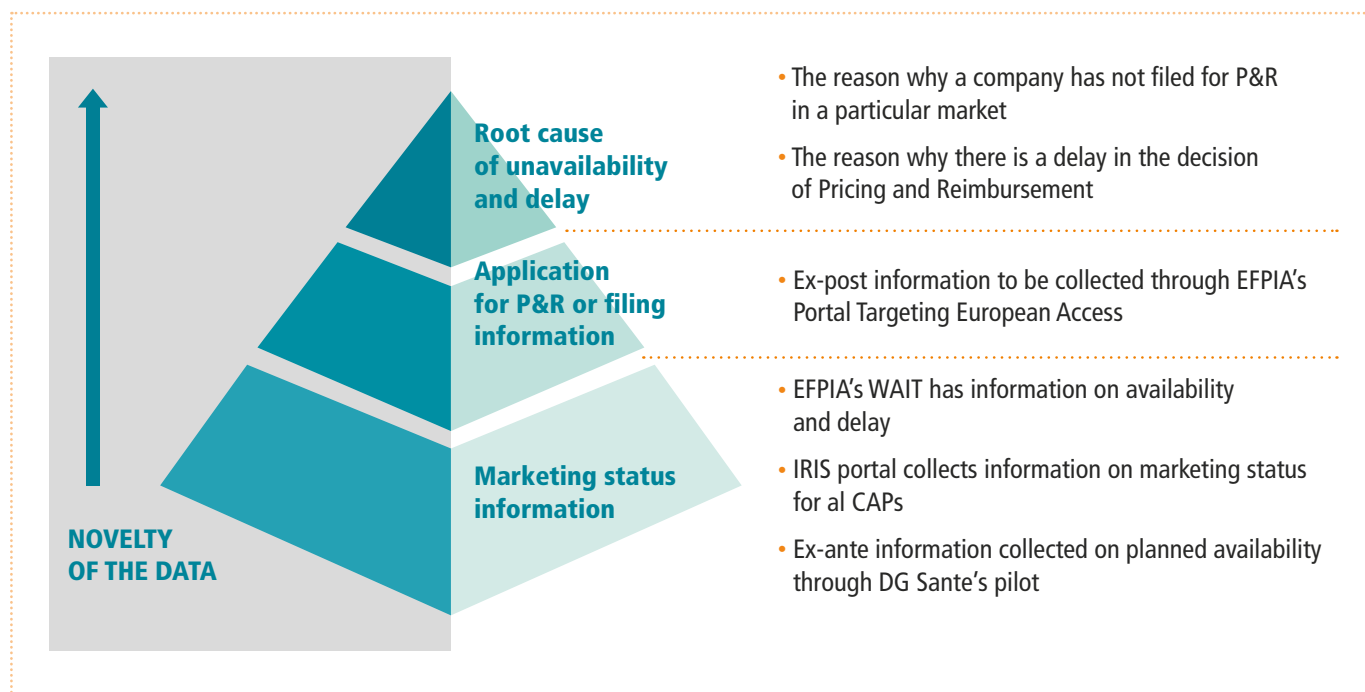 Root cause
of unavailability
and delay
• The reason why a company has not filed for P&R
in a particular market
• The reason why there is a delay in the decision
of Pricing and Reimbursement
Application
for P&R or filing
information
• Ex-post information to be collected through EFPIA's
Portal Targeting European Access
Marketing status
information
• EFPIA's WAIT has information on availability
and delay
• IRIS portal collects information on marketing status
for al CAPs
• Ex-ante information collected on planned availability
through DG Sante's pilot
NOVELTY
OF THE DATA